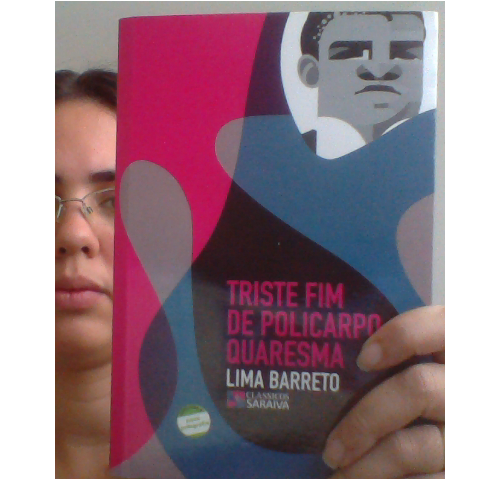 TRISTE FIM
DE POLICARPO
QUARESMA
LIMA BARRETO
CLÁSSICOS
SARAIVA